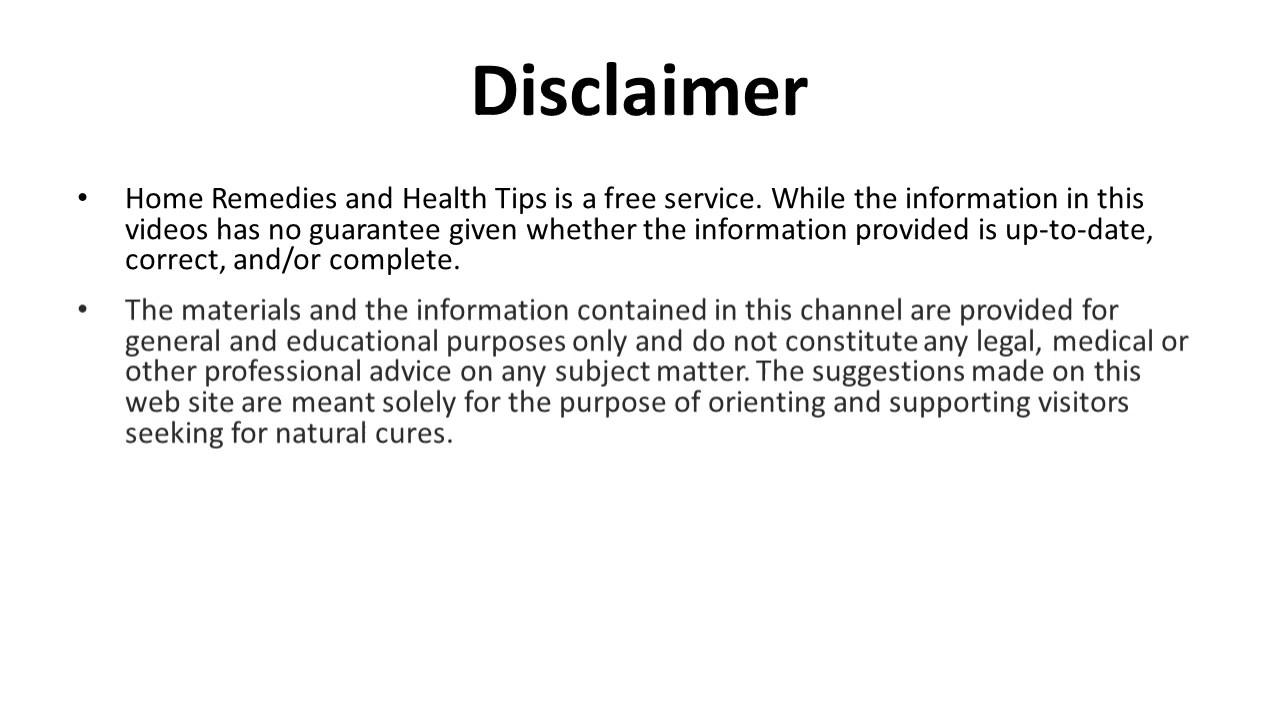 Disclaimer
• Home Remedies and Health Tips is a free service. While the information in this
videos has no guarantee given whether the information provided is up-to-date,
correct, and/or complete.
• The materials and the information contained in this channel are provided for
general and educational purposes only and do not constitute any legal, medical or
other professional advice on any subject matter. The suggestions made on this
web site are meant solely for the purpose of orienting and supporting visitors
seeking for natural cures.